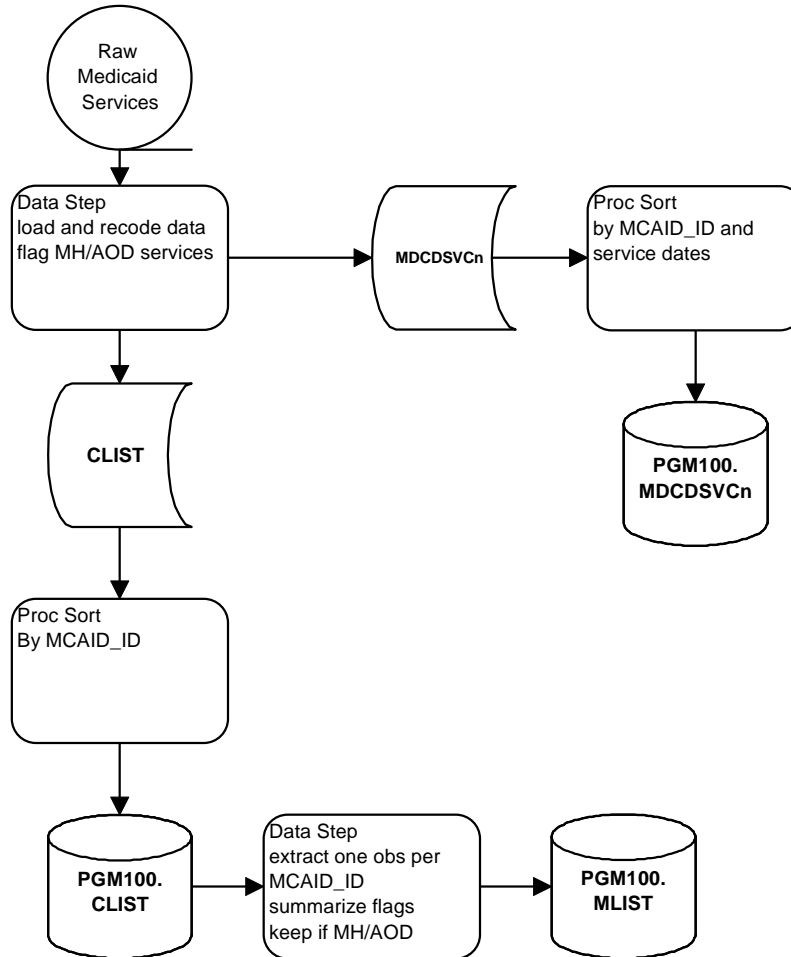 Raw
Medicaid
Services
Data Step
load and recode data
flag MH/AOD services
MDCDSVCn
Proc Sort
by MCAID_ID and
service dates
CLIST
PGM100.
MDCDSVCn
Proc Sort
By MCAID_ID
PGM100.
CLIST
Data Step
extract one obs per
MCAID_ID
summarize flags
keep if MH/AOD
PGM100.
MLIST